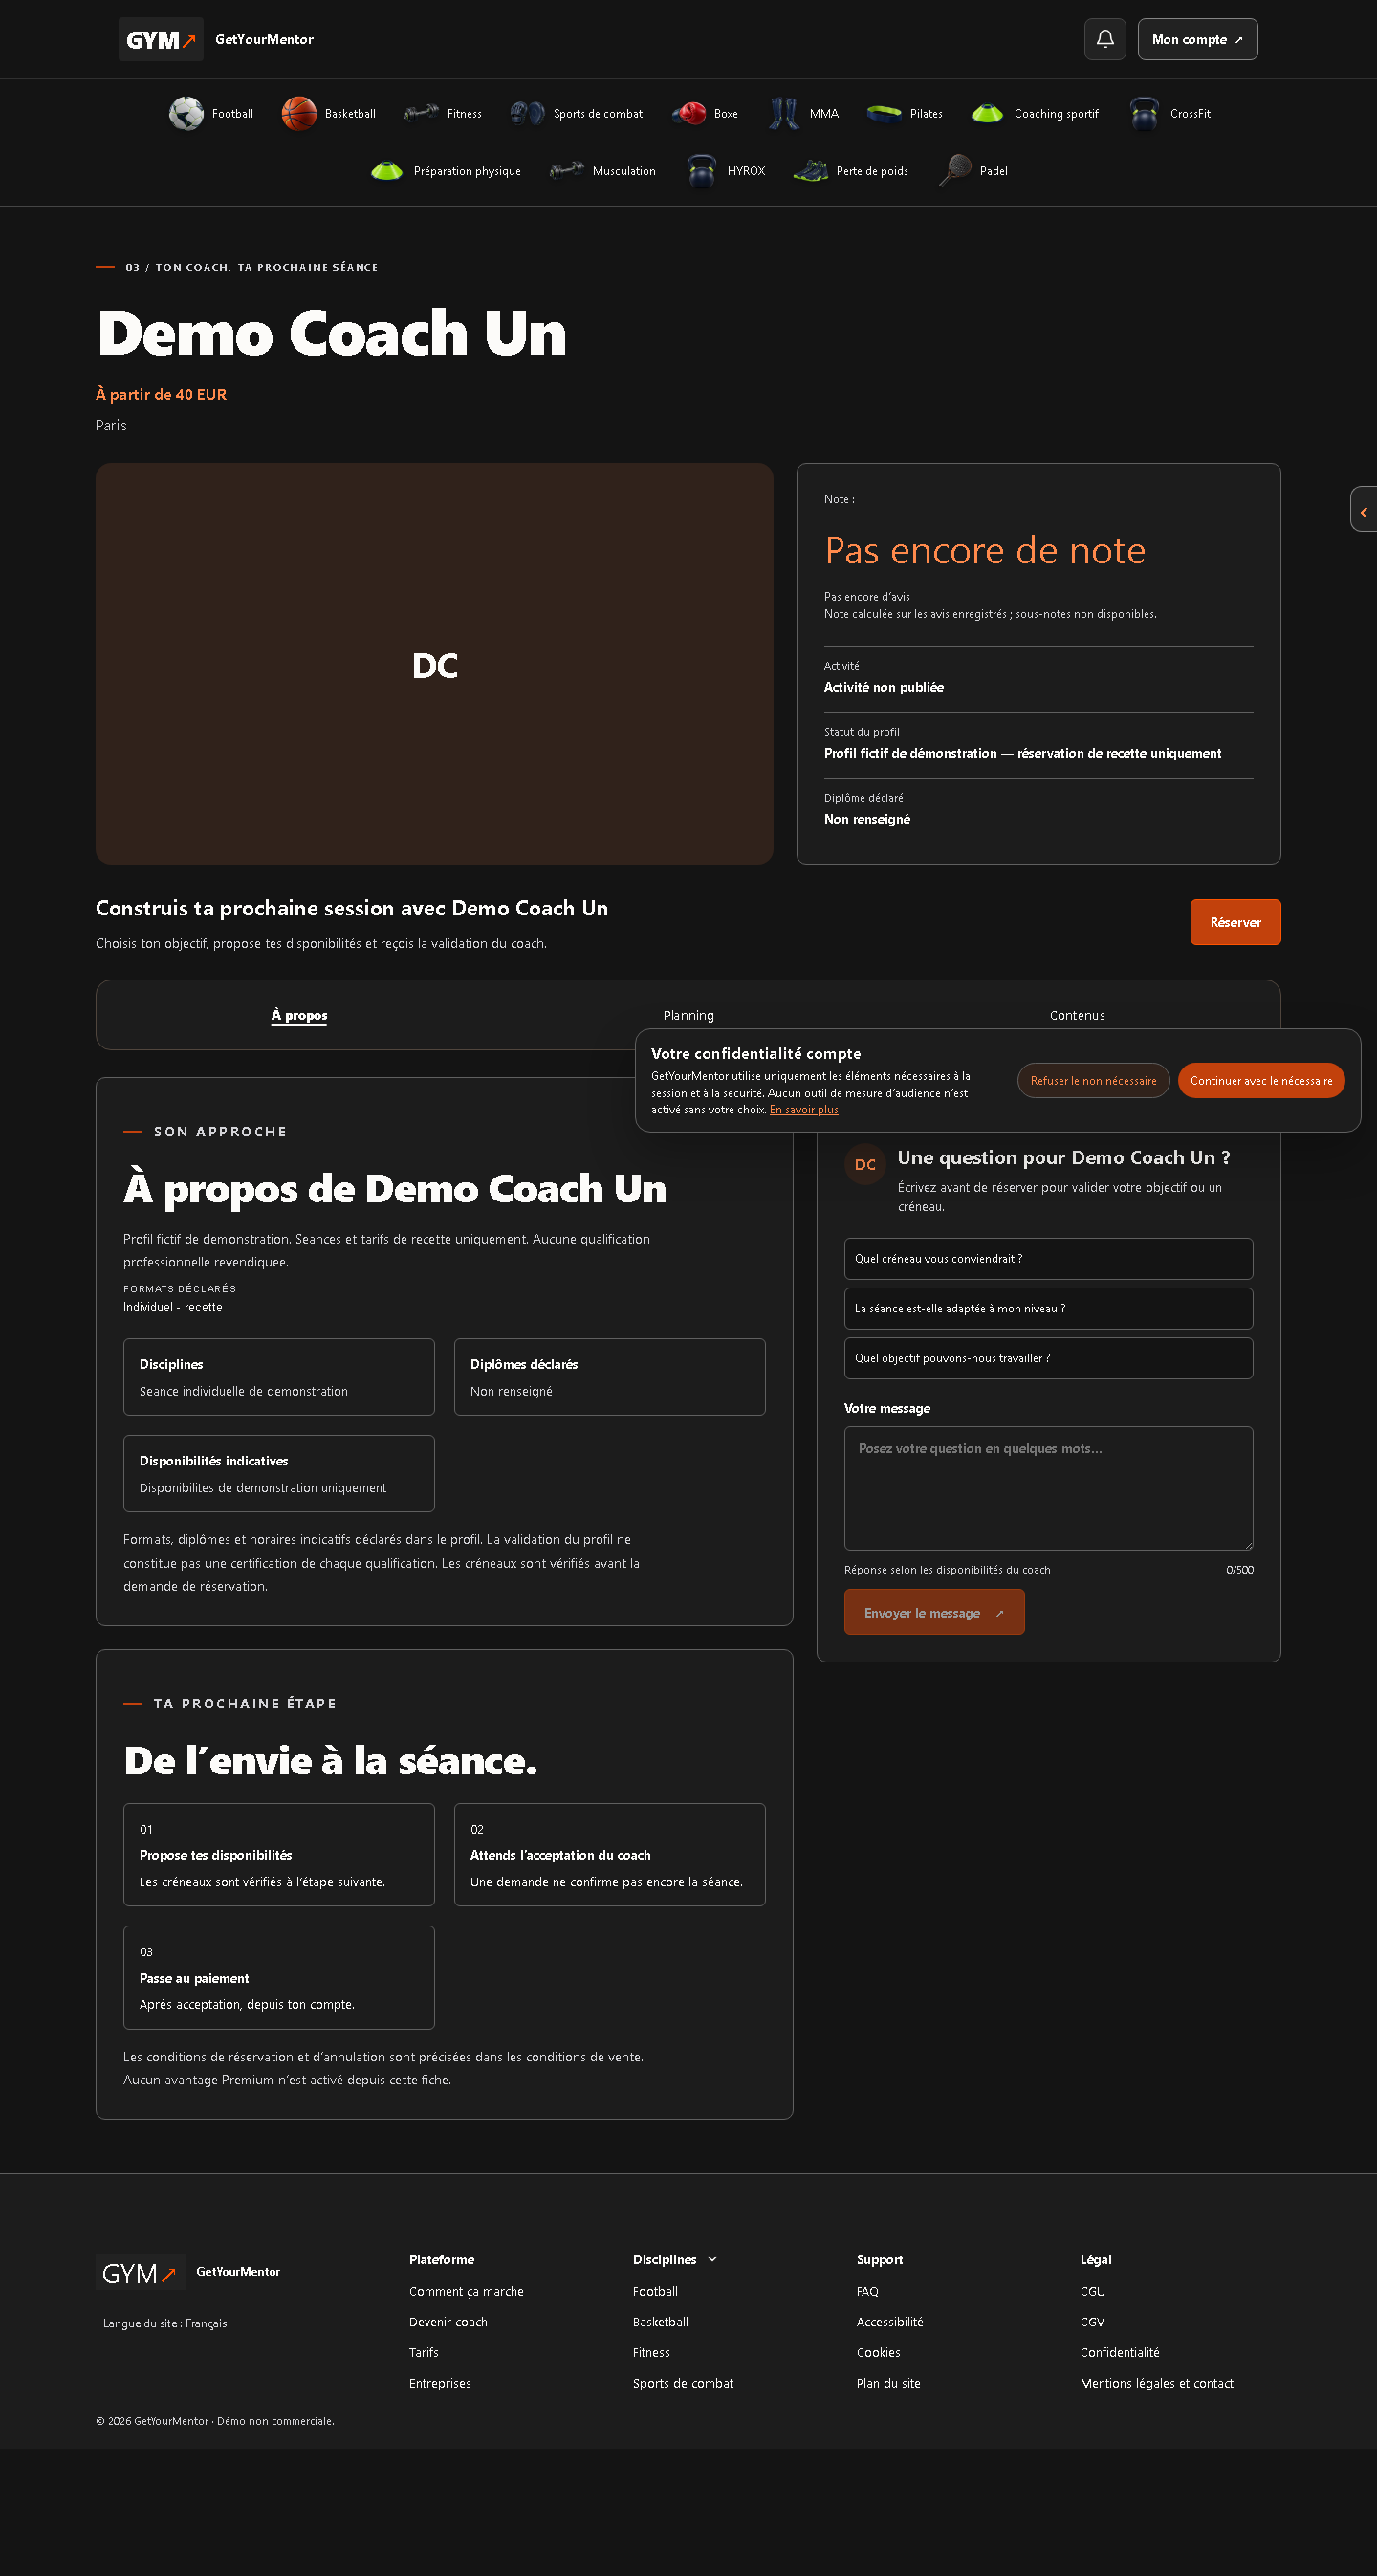 GYM↗ GetYourMentor
Mon compte ↗
Football Basketball Fitness Sports de combat Boxe MMA Pilates Coaching sportif CrossFit
Préparation physique Musculation HYROX Perte de poids Padel
03 / TON COACH, TA PROCHAINE SÉANCE
Demo Coach Un
À partir de 40 EUR
Paris
DC
Note :
Pas encore de note
Pas encore d’avis
Note calculée sur les avis enregistrés ; sous-notes non disponibles.
Activité
Activité non publiée
Statut du profil
Profil fictif de démonstration — réservation de recette uniquement
Diplôme déclaré
Non renseigné
‹
Construis ta prochaine session avec Demo Coach Un
Choisis ton objectif, propose tes disponibilités et reçois la validation du coach.
Réserver
À propos Planning Contenus
Votre confidentialité compte
GetYourMentor utilise uniquement les éléments nécessaires à la
session et à la sécurité. Aucun outil de mesure d’audience n’est
activé sans votre choix. En savoir plus
Refuser le non nécessaire
Continuer avec le nécessaire
SON APPROCHE
À propos de Demo Coach Un
Profil fictif de démonstration. Seances et tarifs de recette uniquement. Aucune qualification
professionnelle revendiquee.
FORMATS DÉCLARÉS
Individuel - recette
Disciplines
Seance individuelle de demonstration
Diplômes déclarés
Non renseigné
Disponibilités indicatives
Disponibilites de demonstration uniquement
Formats, diplômes et horaires indicatifs déclarés dans le profil. La validation du profil ne
constitue pas une certification de chaque qualification. Les créneaux sont vérifiés avant la
demande de réservation.
DC
Une question pour Demo Coach Un ?
Écrivez avant de réserver pour valider votre objectif ou un
créneau.
Quel créneau vous conviendrait ?
La séance est-elle adaptée à mon niveau ?
Quel objectif pouvons-nous travailler ?
Votre message
Posez votre question en quelques mots...
Réponse selon les disponibilités du coach 0/500
Envoyer le message ↗
TA PROCHAINE ÉTAPE
De l’envie à la séance.
01
Propose tes disponibilités
Les créneaux sont vérifiés à l’étape suivante.
02
Attends l’acceptation du coach
Une demande ne confirme pas encore la séance.
03
Passe au paiement
Après acceptation, depuis ton compte.
Les conditions de réservation et d’annulation sont précisées dans les conditions de vente.
Aucun avantage Premium n’est activé depuis cette fiche.
GYM↗ GetYourMentor
Langue du site : Français
Plateforme
Comment ça marche
Devenir coach
Tarifs
Entreprises
Disciplines
Football
Basketball
Fitness
Sports de combat
Support
FAQ
Accessibilité
Cookies
Plan du site
Légal
CGU
CGV
Confidentialité
Mentions légales et contact
© 2026 GetYourMentor · Démo non commerciale.